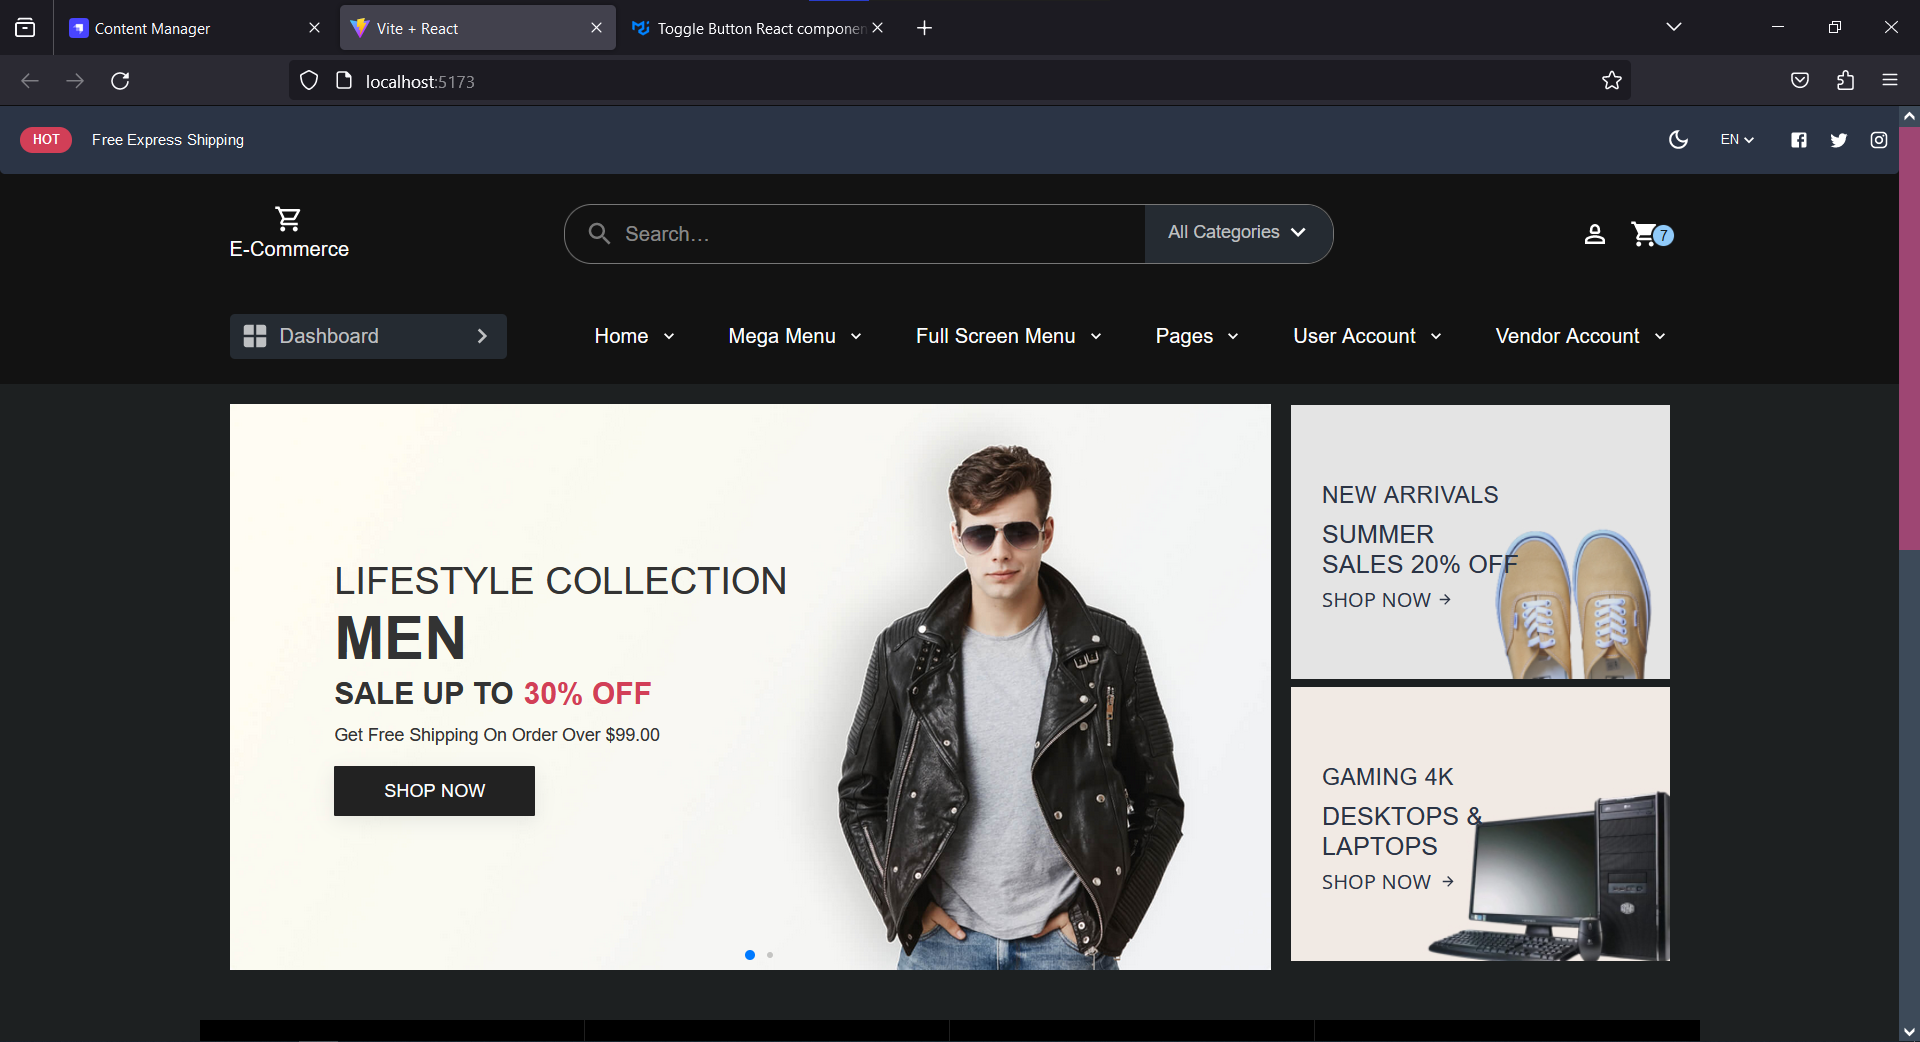 Content Manager
Vite + React
Toggle Button React componen
localhost:5173
HOT
Free Express Shipping
EN
E-Commerce
Search…
All Categories
7
Dashboard
Home
Mega Menu
Full Screen Menu
Pages
User Account
Vendor Account
LIFESTYLE COLLECTION
MEN
SALE UP TO 30% OFF
Get Free Shipping On Order Over $99.00
SHOP NOW
NEW ARRIVALS
SUMMER
SALES 20% OFF
SHOP NOW
GAMING 4K
DESKTOPS &
LAPTOPS
SHOP NOW